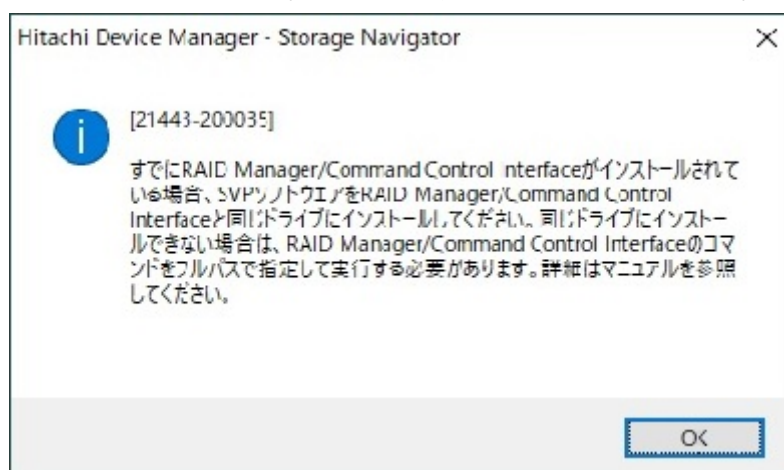 Hitachi Device Manager - Storage Navigator
[21443-200035]
すでにRAID Manager/Command Control Interfaceがインストールされて
いる場合、SVPソフトウエアをRAID Manager/Command Control
Interfaceと同じドライブにインストールしてください。同じドライブにインストー
ルできない場合は、RAID Manager/Command Control Interfaceのコマ
ンドをフルパスで指定して実行する必要があります。詳細はマニュアルを参照
してください。
OK